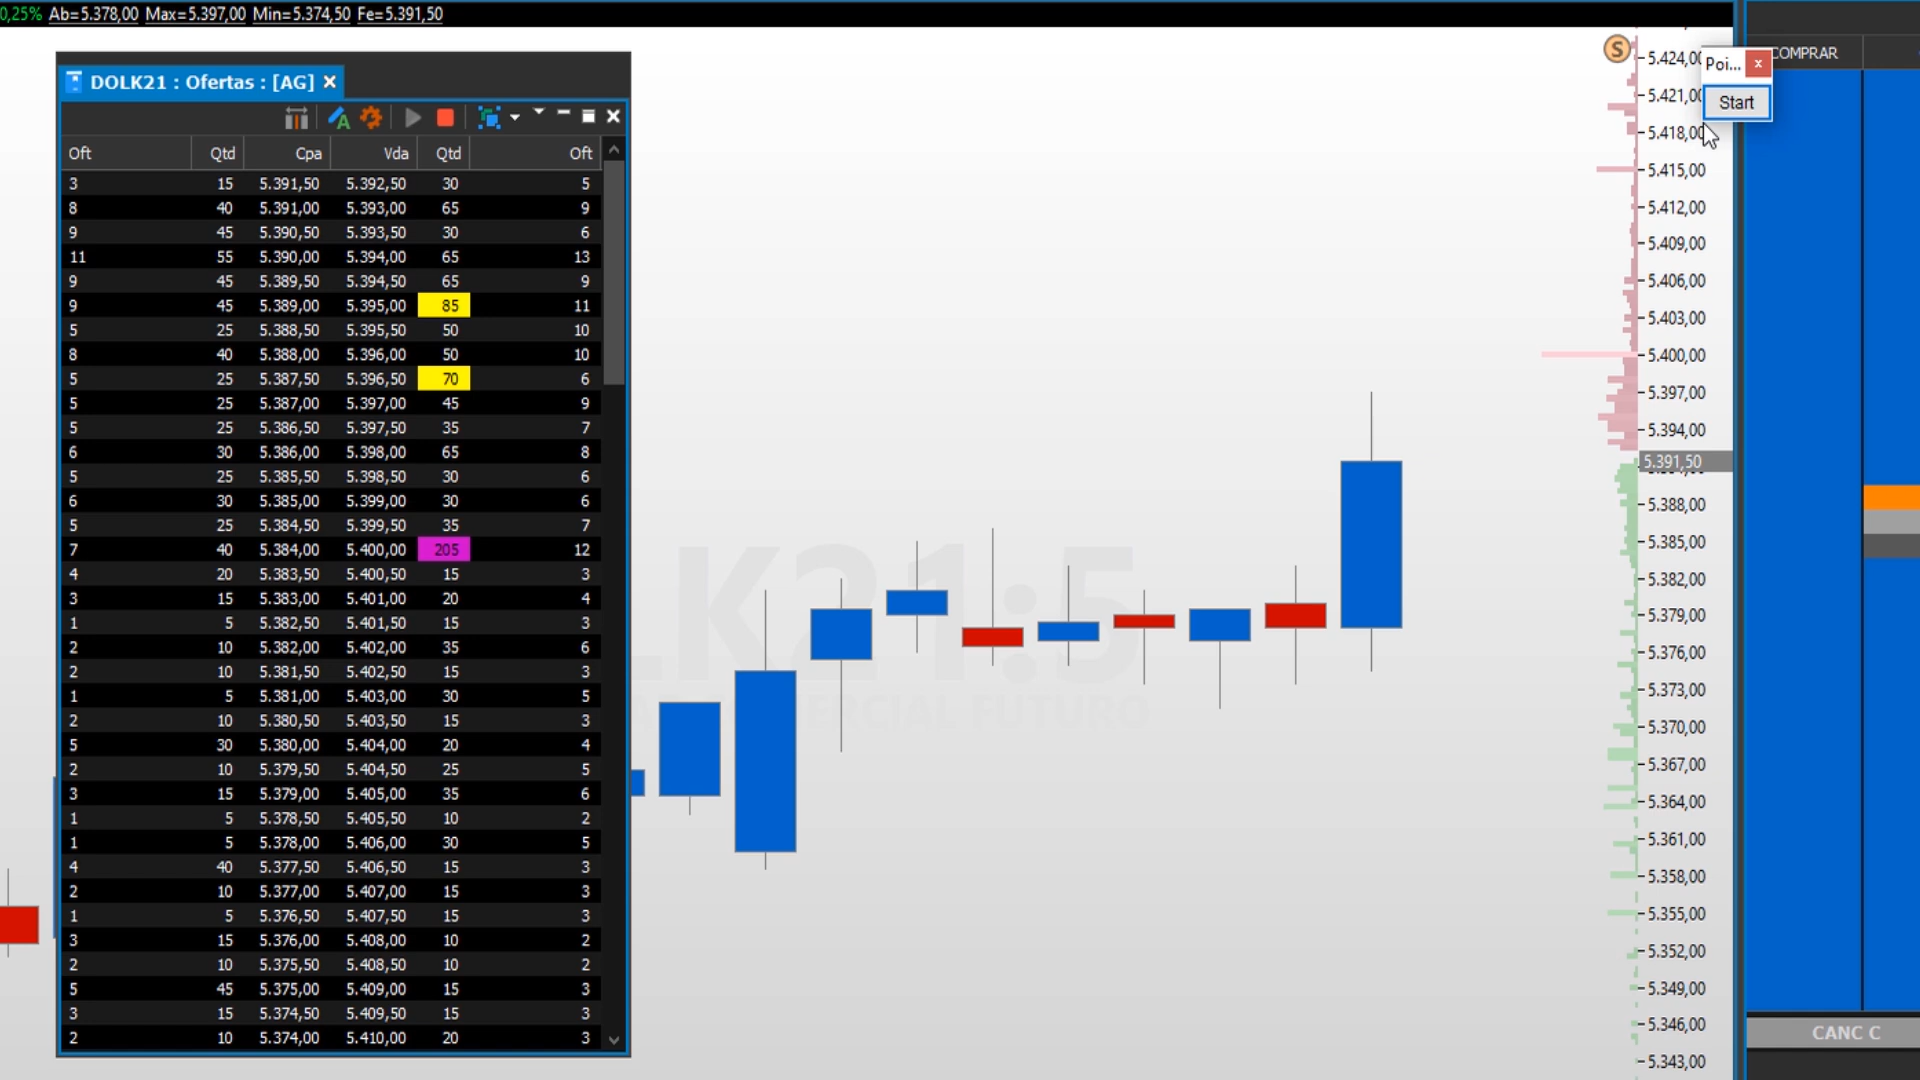 0,25% Ab=5.378,00 Max=5.397,00 Min=5.374,50 Fe=5.391,50
DOLK21 : Ofertas : [AG]
Oft Qtd Cpa Vda Qtd Oft
3 15 5.391,50 5.392,50 30 5
8 40 5.391,00 5.393,00 65 9
9 45 5.390,50 5.393,50 30 6
11 55 5.390,00 5.394,00 65 13
9 45 5.389,50 5.394,50 65 9
9 45 5.389,00 5.395,00 85 11
5 25 5.388,50 5.395,50 50 10
8 40 5.388,00 5.396,00 50 10
5 25 5.387,50 5.396,50 70 6
5 25 5.387,00 5.397,00 45 9
5 25 5.386,50 5.397,50 35 7
6 30 5.386,00 5.398,00 65 8
5 25 5.385,50 5.398,50 30 6
6 30 5.385,00 5.399,00 30 6
5 25 5.384,50 5.399,50 35 7
7 40 5.384,00 5.400,00 205 12
4 20 5.383,50 5.400,50 15 3
3 15 5.383,00 5.401,00 20 4
1 5 5.382,50 5.401,50 15 3
2 10 5.382,00 5.402,00 35 6
2 10 5.381,50 5.402,50 15 3
1 5 5.381,00 5.403,00 30 5
2 10 5.380,50 5.403,50 15 3
5 30 5.380,00 5.404,00 20 4
2 10 5.379,50 5.404,50 25 5
3 15 5.379,00 5.405,00 35 6
1 5 5.378,50 5.405,50 10 2
1 5 5.378,00 5.406,00 30 5
4 40 5.377,50 5.406,50 15 3
2 10 5.377,00 5.407,00 15 3
1 5 5.376,50 5.407,50 15 3
3 15 5.376,00 5.408,00 10 2
2 10 5.375,50 5.408,50 10 2
5 45 5.375,00 5.409,00 15 3
3 15 5.374,50 5.409,50 15 3
2 10 5.374,00 5.410,00 20 3
LK21:5
ERCIAL FUTURO
S
5.424,00
5.421,00
5.418,00
5.415,00
5.412,00
5.409,00
5.406,00
5.403,00
5.400,00
5.397,00
5.394,00
5.391,50
5.388,00
5.385,00
5.382,00
5.379,00
5.376,00
5.373,00
5.370,00
5.367,00
5.364,00
5.361,00
5.358,00
5.355,00
5.352,00
5.349,00
5.346,00
5.343,00
Poi...
Start
COMPRAR
CANC C